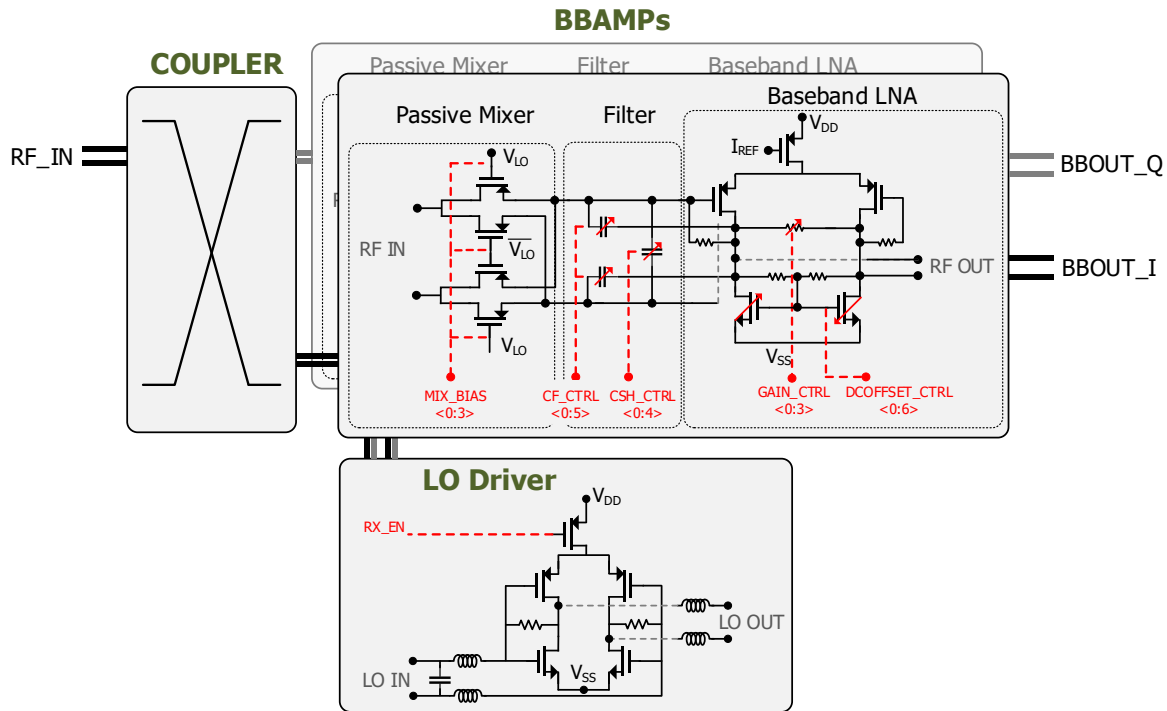 BBAMPs
COUPLER
Passive Mixer
Filter
Baseband LNA
Passive Mixer
Filter
Baseband LNA
RF_IN
V_LO
V_DD
I_REF
BBOUT_Q
RF IN
V̅_L̅O̅
RF OUT
BBOUT_I
V_LO
V_SS
MIX_BIAS
<0:3>
CF_CTRL
<0:5>
CSH_CTRL
<0:4>
GAIN_CTRL
<0:3>
DCOFFSET_CTRL
<0:6>
LO Driver
V_DD
RX_EN
LO OUT
LO IN
V_SS